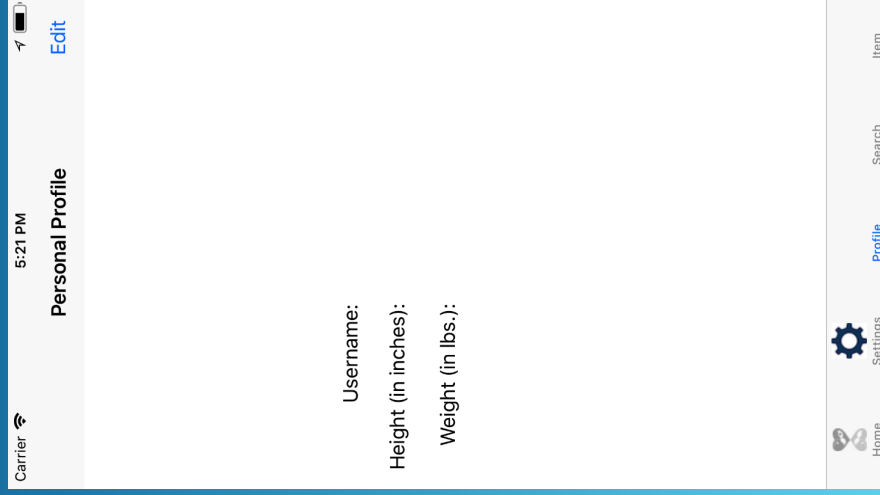 Carrier 5:21 PM
Personal Profile Edit
Username:
Height (in inches):
Weight (in lbs.):
Home Settings Profile Search Item